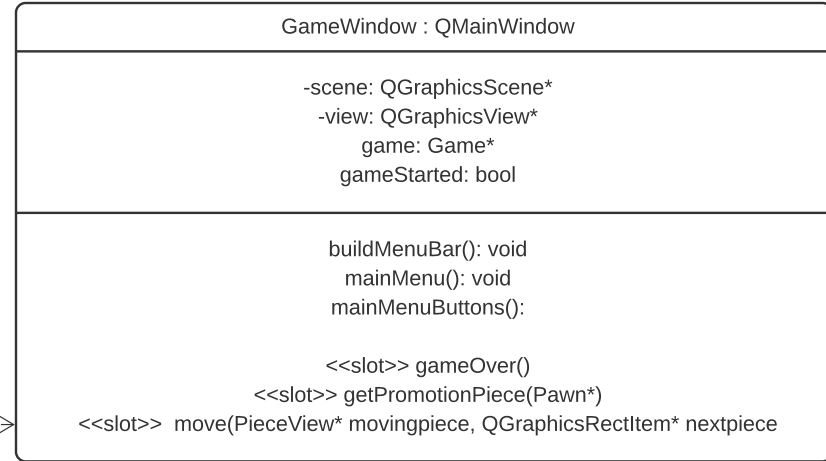 GameWindow : QMainWindow
-scene: QGraphicsScene*
-view: QGraphicsView*
game: Game*
gameStarted: bool
buildMenuBar(): void
mainMenu(): void
mainMenuButtons():
<<slot>> gameOver()
<<slot>> getPromotionPiece(Pawn*)
<<slot>>  move(PieceView* movingpiece, QGraphicsRectItem* nextpiece